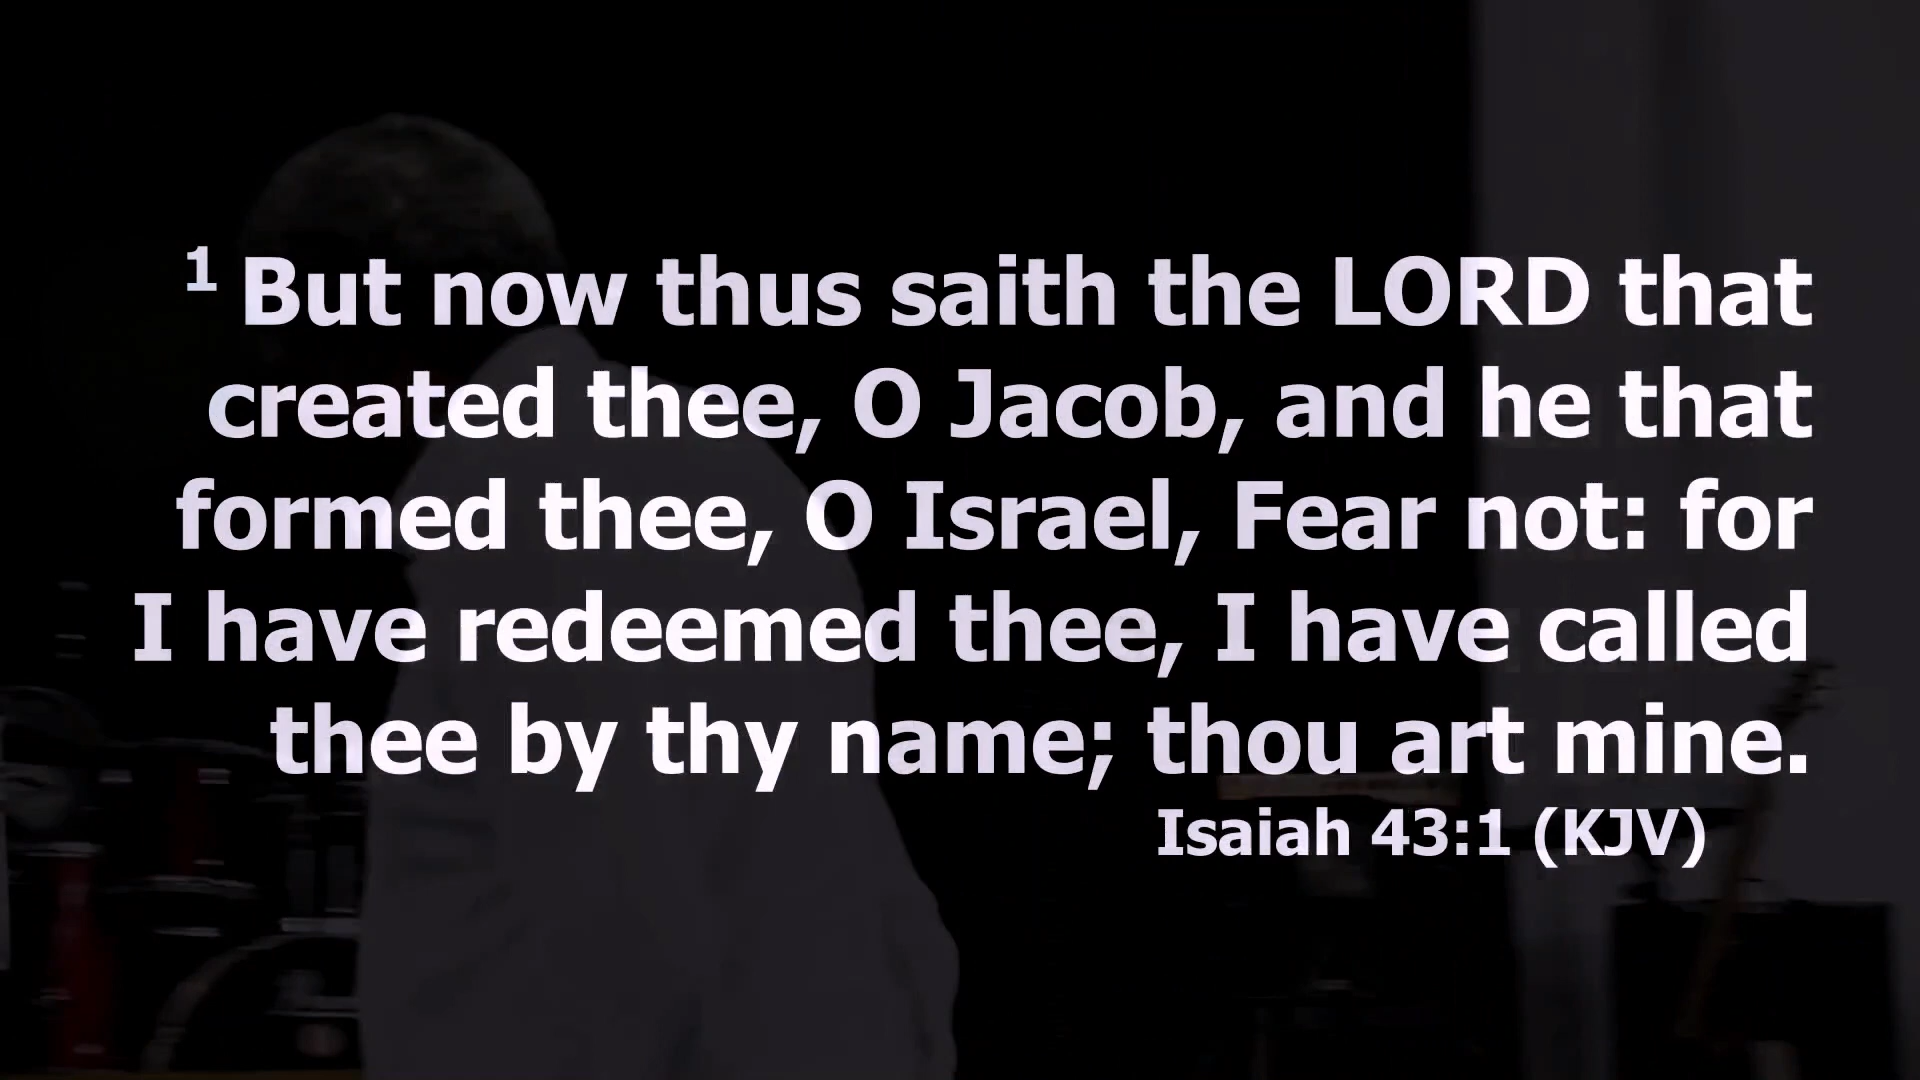 1 But now thus saith the LORD that
created thee, O Jacob, and he that
formed thee, O Israel, Fear not: for
I have redeemed thee, I have called
thee by thy name; thou art mine.
Isaiah 43:1 (KJV)